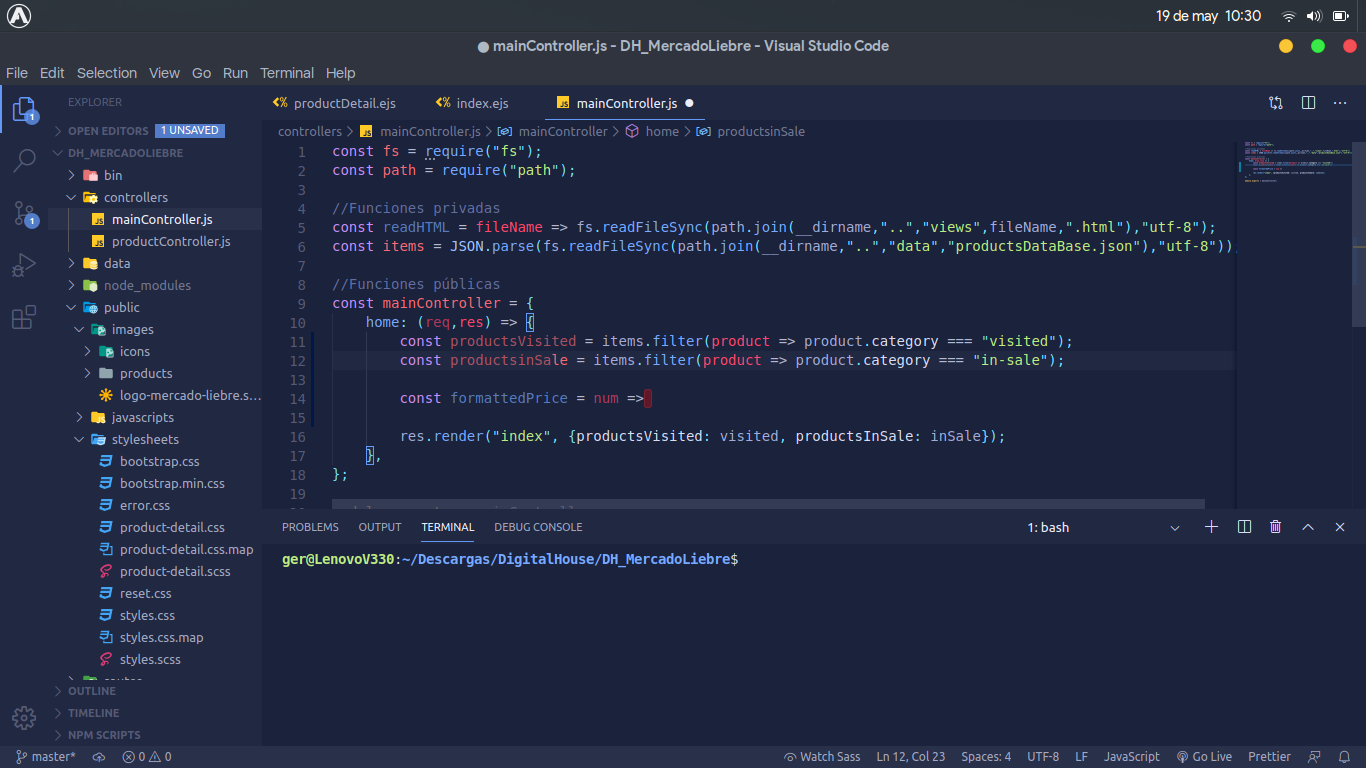 19 de may 10:30
● mainController.js - DH_MercadoLiebre - Visual Studio Code
File Edit Selection View Go Run Terminal Help
EXPLORER
OPEN EDITORS 1 UNSAVED
DH_MERCADOLIEBRE
bin
controllers
mainController.js
productController.js
data
node_modules
public
images
icons
products
logo-mercado-liebre.s...
javascripts
stylesheets
bootstrap.css
bootstrap.min.css
error.css
product-detail.css
product-detail.css.map
product-detail.scss
reset.css
styles.css
styles.css.map
styles.scss
OUTLINE
TIMELINE
NPM SCRIPTS
productDetail.ejs index.ejs mainController.js ●
controllers > mainController.js > mainController > home > productsinSale
1 const fs = require("fs");
2 const path = require("path");
3
4 //Funciones privadas
5 const readHTML = fileName => fs.readFileSync(path.join(__dirname,"..","views",fileName,".html"),"utf-8");
6 const items = JSON.parse(fs.readFileSync(path.join(__dirname,"..","data","productsDataBase.json"),"utf-8"));
7
8 //Funciones públicas
9 const mainController = {
10 home: (req,res) => {
11 const productsVisited = items.filter(product => product.category === "visited");
12 const productsinSale = items.filter(product => product.category === "in-sale");
13
14 const formattedPrice = num =>
15
16 res.render("index", {productsVisited: visited, productsInSale: inSale});
17 },
18 };
19
PROBLEMS OUTPUT TERMINAL DEBUG CONSOLE 1: bash
ger@LenovoV330:~/Descargas/DigitalHouse/DH_MercadoLiebre$
master* 0 0 Watch Sass Ln 12, Col 23 Spaces: 4 UTF-8 LF JavaScript Go Live Prettier